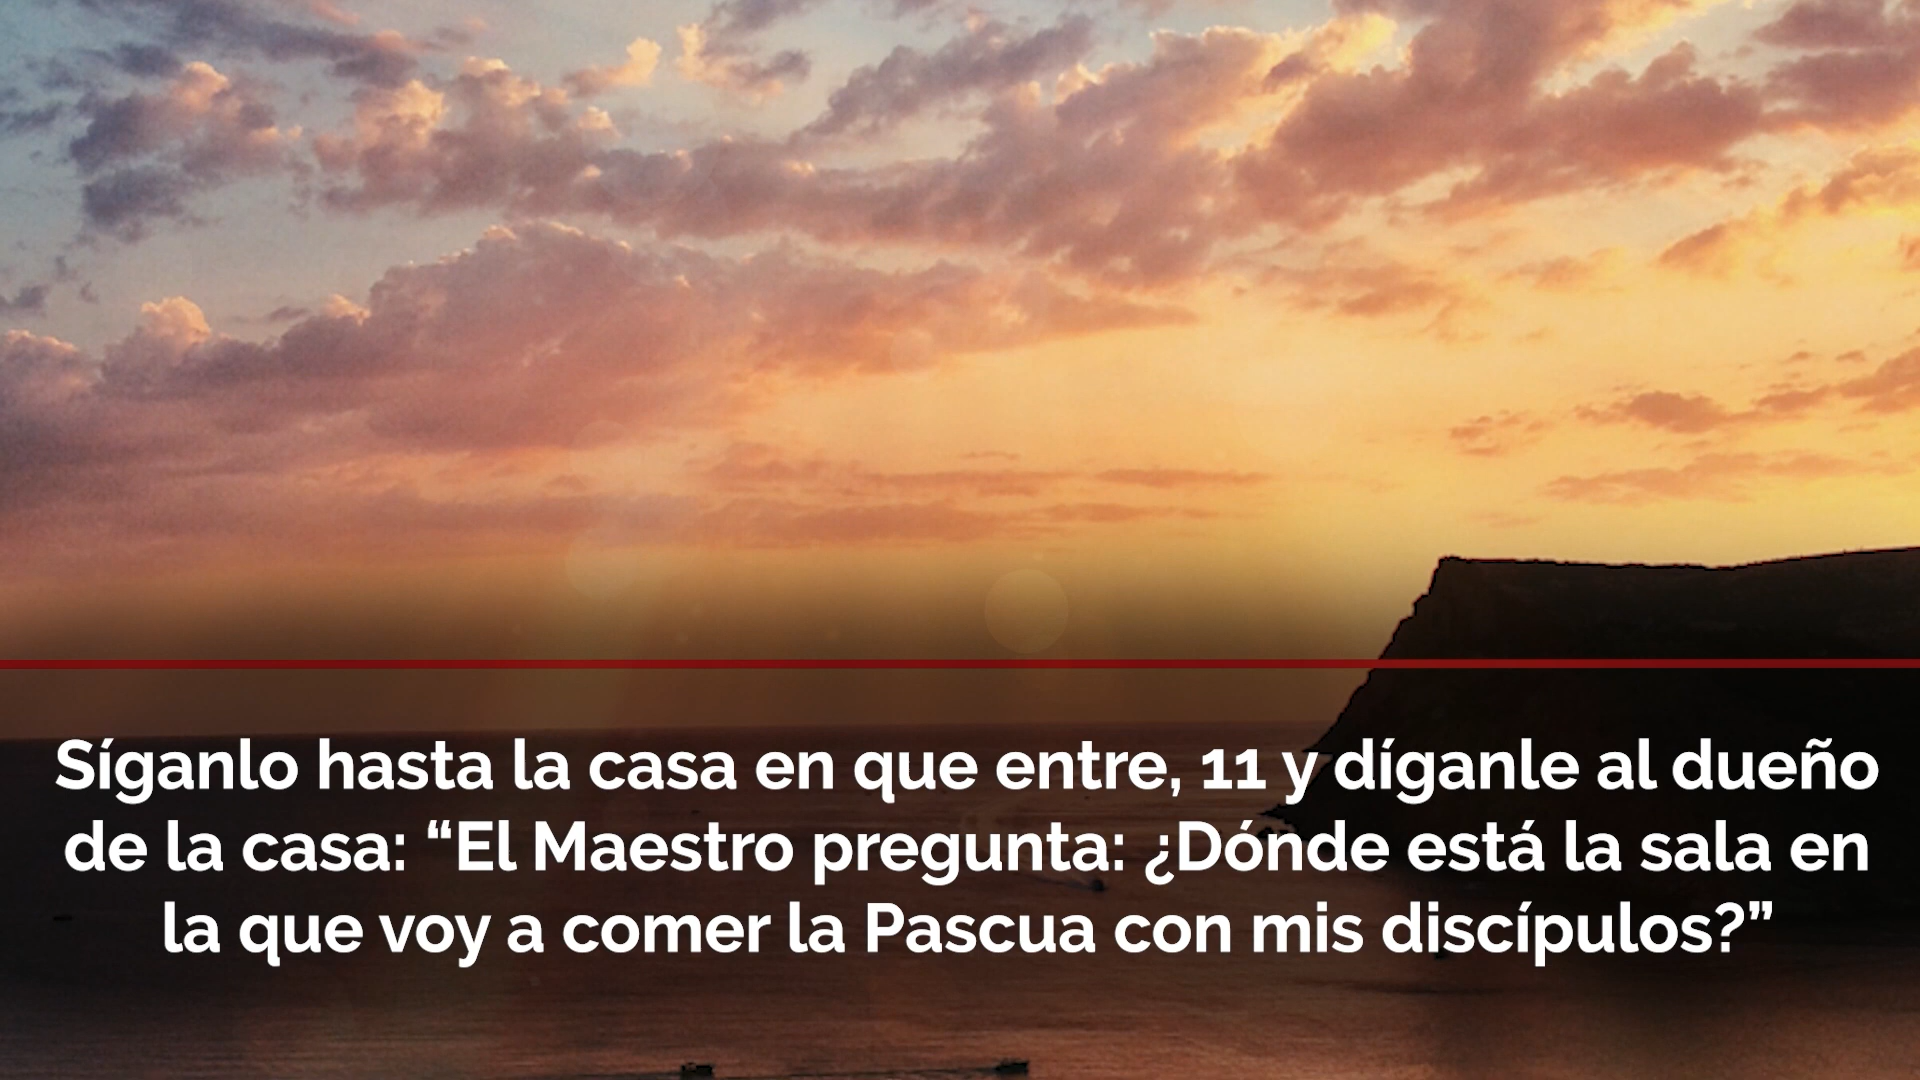 Síganlo hasta la casa en que entre, 11 y díganle al dueño
de la casa: “El Maestro pregunta: ¿Dónde está la sala en
la que voy a comer la Pascua con mis discípulos?”